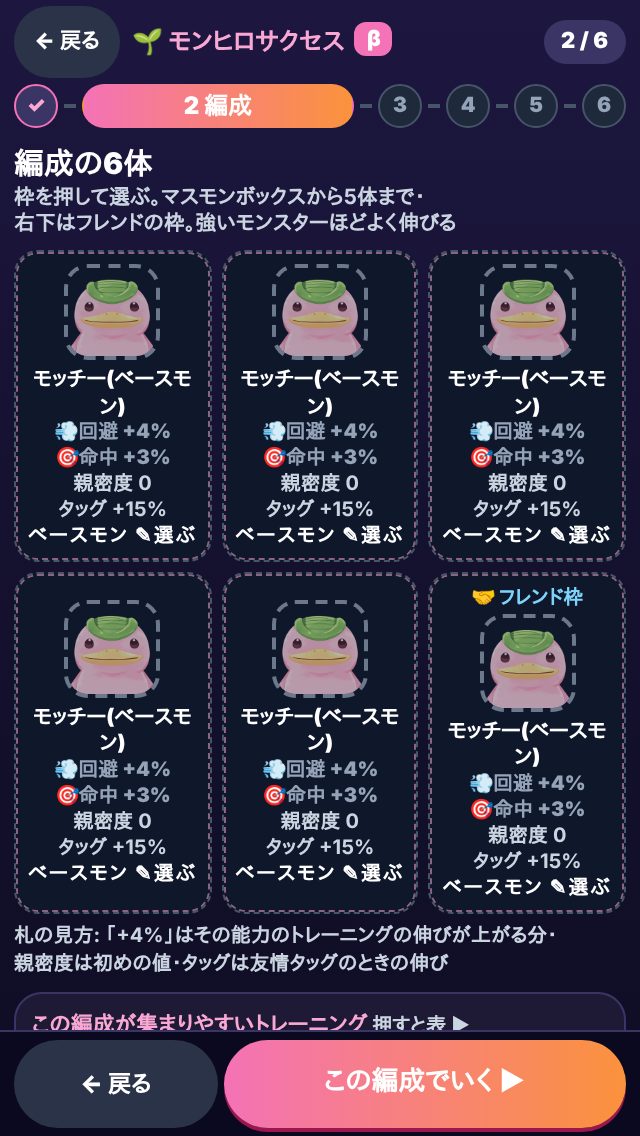 ← 戻る
🌱 モンヒロサクセス β
2 / 6
✓ 2 編成 3 4 5 6
編成の6体
枠を押して選ぶ。マスモンボックスから5体まで・
右下はフレンドの枠。強いモンスターほどよく伸びる
モッチー(ベースモ
ン)
💨回避 +4%
🎯命中 +3%
親密度 0
タッグ +15%
ベースモン ✎選ぶ
モッチー(ベースモ
ン)
💨回避 +4%
🎯命中 +3%
親密度 0
タッグ +15%
ベースモン ✎選ぶ
モッチー(ベースモ
ン)
💨回避 +4%
🎯命中 +3%
親密度 0
タッグ +15%
ベースモン ✎選ぶ
モッチー(ベースモ
ン)
💨回避 +4%
🎯命中 +3%
親密度 0
タッグ +15%
ベースモン ✎選ぶ
モッチー(ベースモ
ン)
💨回避 +4%
🎯命中 +3%
親密度 0
タッグ +15%
ベースモン ✎選ぶ
🤝 フレンド枠
モッチー(ベースモ
ン)
💨回避 +4%
🎯命中 +3%
親密度 0
タッグ +15%
ベースモン ✎選ぶ
札の見方: 「+4%」はその能力のトレーニングの伸びが上がる分・
親密度は初めの値・タッグは友情タッグのときの伸び
この編成が集まりやすいトレーニング 押すと表 ▶
← 戻る
この編成でいく ▶